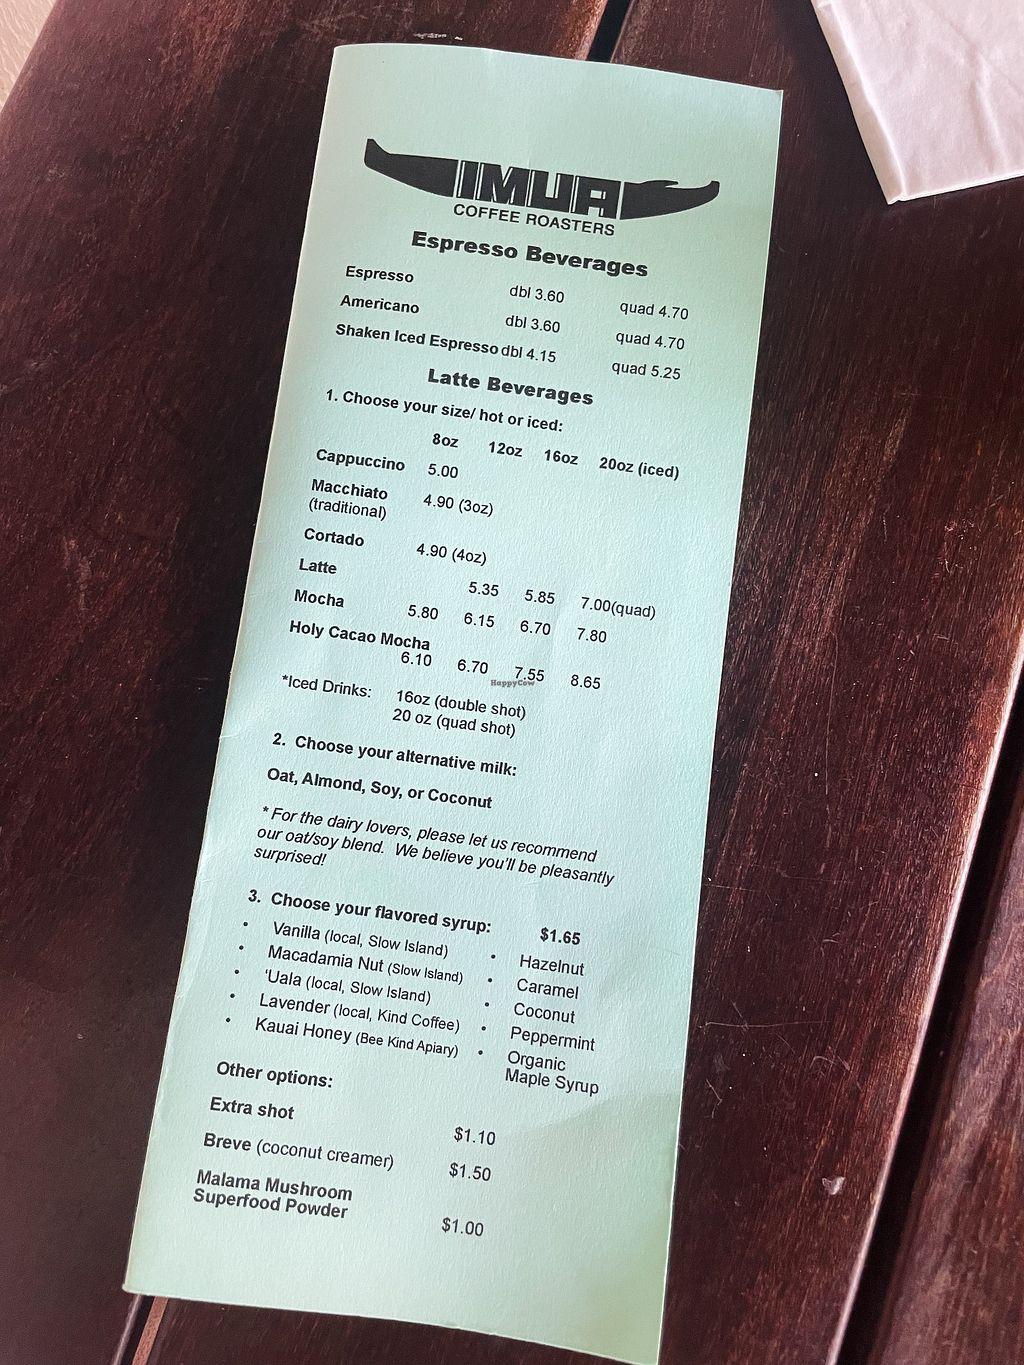 IMUA
COFFEE ROASTERS
Espresso Beverages
Espresso dbl 3.60 quad 4.70
Americano dbl 3.60 quad 4.70
Shaken Iced Espresso dbl 4.15 quad 5.25
Latte Beverages
1. Choose your size/ hot or iced:
8oz 12oz 16oz 20oz (iced)
Cappuccino 5.00
Macchiato 4.90 (3oz)
(traditional)
Cortado 4.90 (4oz)
Latte 5.35 5.85 7.00(quad)
Mocha 5.80 6.15 6.70 7.80
Holy Cacao Mocha
6.10 6.70 7.55 8.65
HappyCow
*Iced Drinks: 16oz (double shot)
20 oz (quad shot)
2. Choose your alternative milk:
Oat, Almond, Soy, or Coconut
* For the dairy lovers, please let us recommend
our oat/soy blend. We believe you'll be pleasantly
surprised!
3. Choose your flavored syrup: $1.65
• Vanilla (local, Slow Island) • Hazelnut
• Macadamia Nut (Slow Island) • Caramel
• 'Uala (local, Slow Island) • Coconut
• Lavender (local, Kind Coffee) • Peppermint
• Kauai Honey (Bee Kind Apiary) • Organic
Maple Syrup
Other options:
Extra shot $1.10
Breve (coconut creamer) $1.50
Malama Mushroom
Superfood Powder $1.00